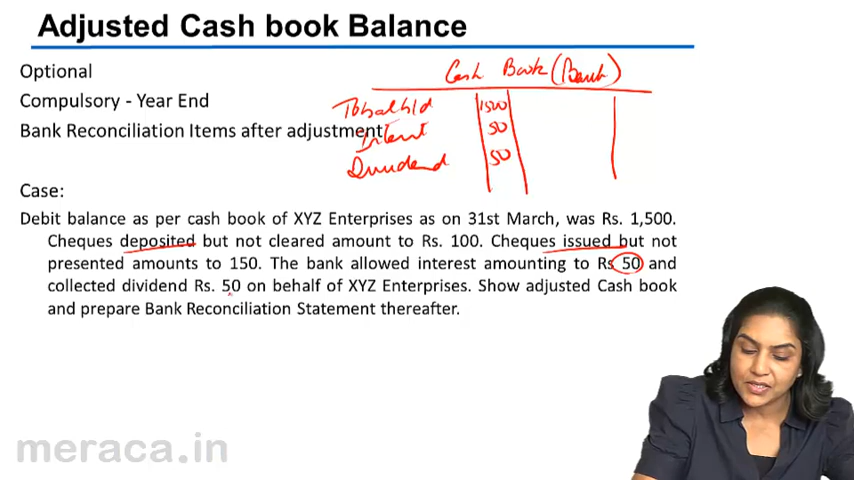 Adjusted Cash book Balance
Optional
Compulsory - Year End
Bank Reconciliation Items after adjustment
Cash Book (Bank)
To bal b/d 1500
Interest 50
Dividend 50
Case:
Debit balance as per cash book of XYZ Enterprises as on 31st March, was Rs. 1,500.
Cheques deposited but not cleared amount to Rs. 100. Cheques issued but not
presented amounts to 150. The bank allowed interest amounting to Rs 50 and
collected dividend Rs. 50 on behalf of XYZ Enterprises. Show adjusted Cash book
and prepare Bank Reconciliation Statement thereafter.
meraca.in